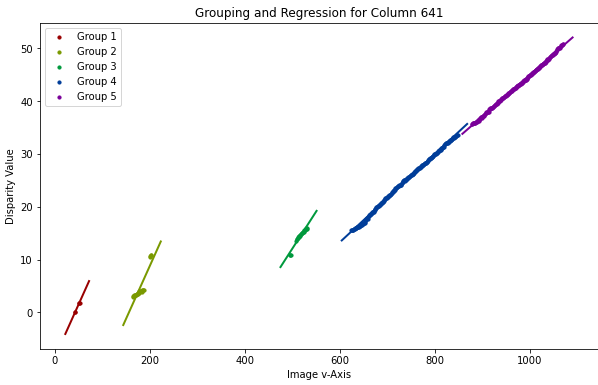 Grouping and Regression for Column 641
Group 1
Group 2
Group 3
Group 4
Group 5
Disparity Value
50
40
30
20
10
0
0 200 400 600 800 1000
Image v-Axis